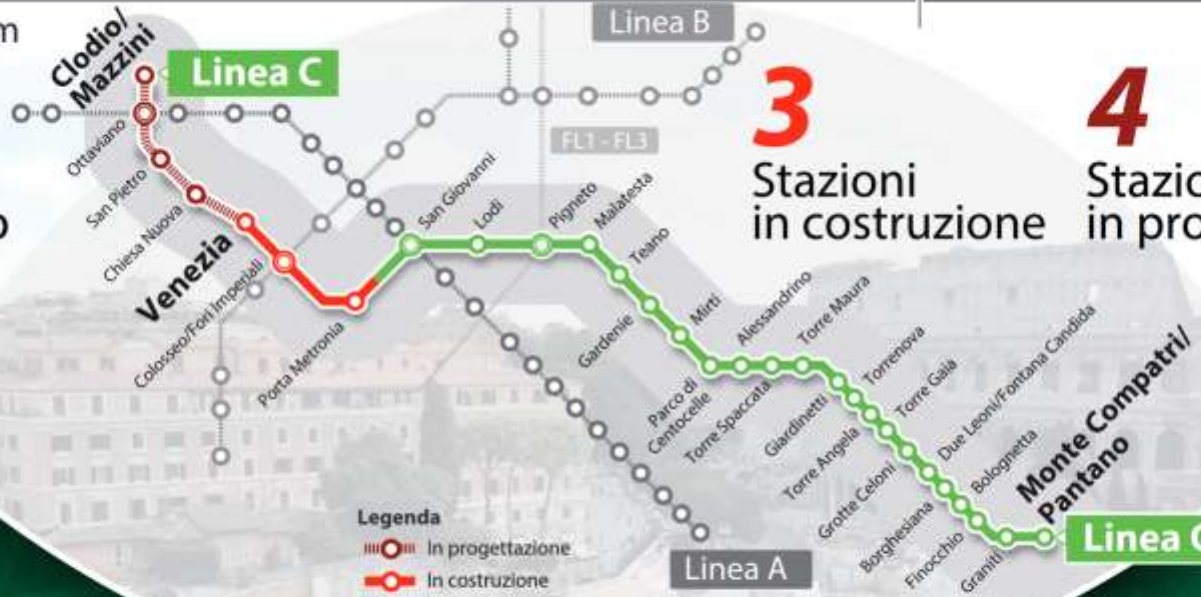 m
Clodio/
Mazzini
Linea C
Linea B
3
4
Ottaviano
FL1 - FL3
San Pietro
Stazioni
in costruzione
Stazio
in pro
o
Chiesa Nuova
San Giovanni
Lodi
Pigneto
Malatesta
Venezia
Teano
Colosseo/Fori Imperiali
Porta Metronia
Gardenie
Mirti
Alessandrino
Torre Maura
Parco di
Centocelle
Torre Spaccata
Giardinetti
Torrenova
Torre Angela
Torre Gaia
Grotte Celoni
Due Leoni/Fontana Candida
Borghesiana
Bolognetta
Finocchio
Graniti
Monte Compatri/
Pantano
Legenda
In progettazione
In costruzione
Linea A
Linea C